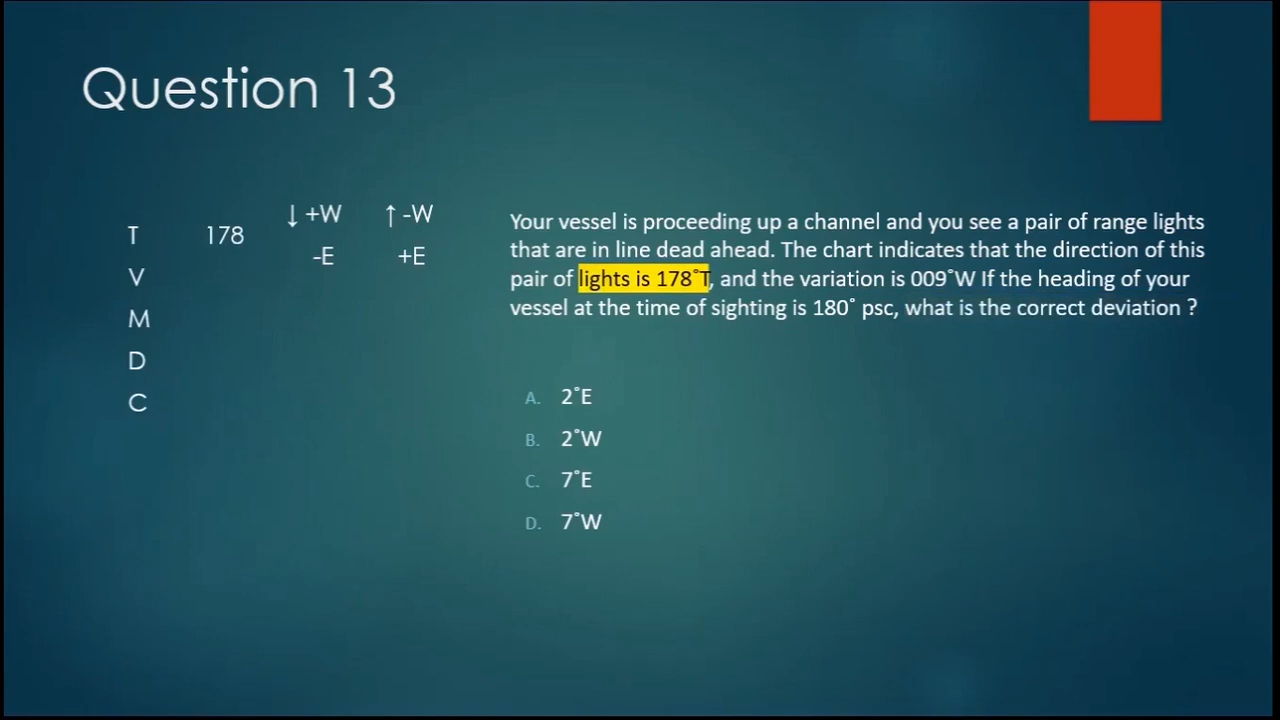 Question 13
T 178 ↓ +W ↑ -W
V -E +E
M
D
C
Your vessel is proceeding up a channel and you see a pair of range lights
that are in line dead ahead. The chart indicates that the direction of this
pair of lights is 178˚T, and the variation is 009˚W If the heading of your
vessel at the time of sighting is 180˚ psc, what is the correct deviation ?
A. 2˚E
B. 2˚W
C. 7˚E
D. 7˚W